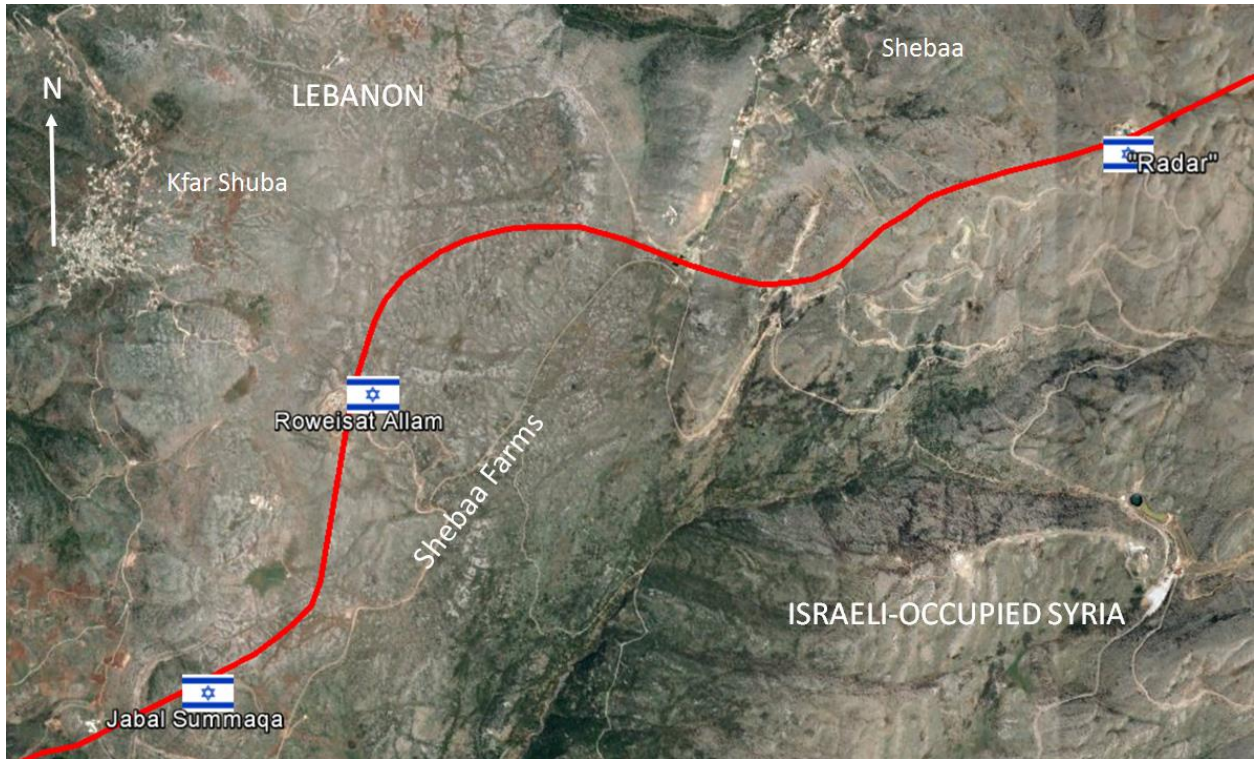 Shebaa
N
LEBANON
"Radar"
Kfar Shuba
Roweisat Allam
Shebaa Farms
ISRAELI-OCCUPIED SYRIA
Jabal Summaqa